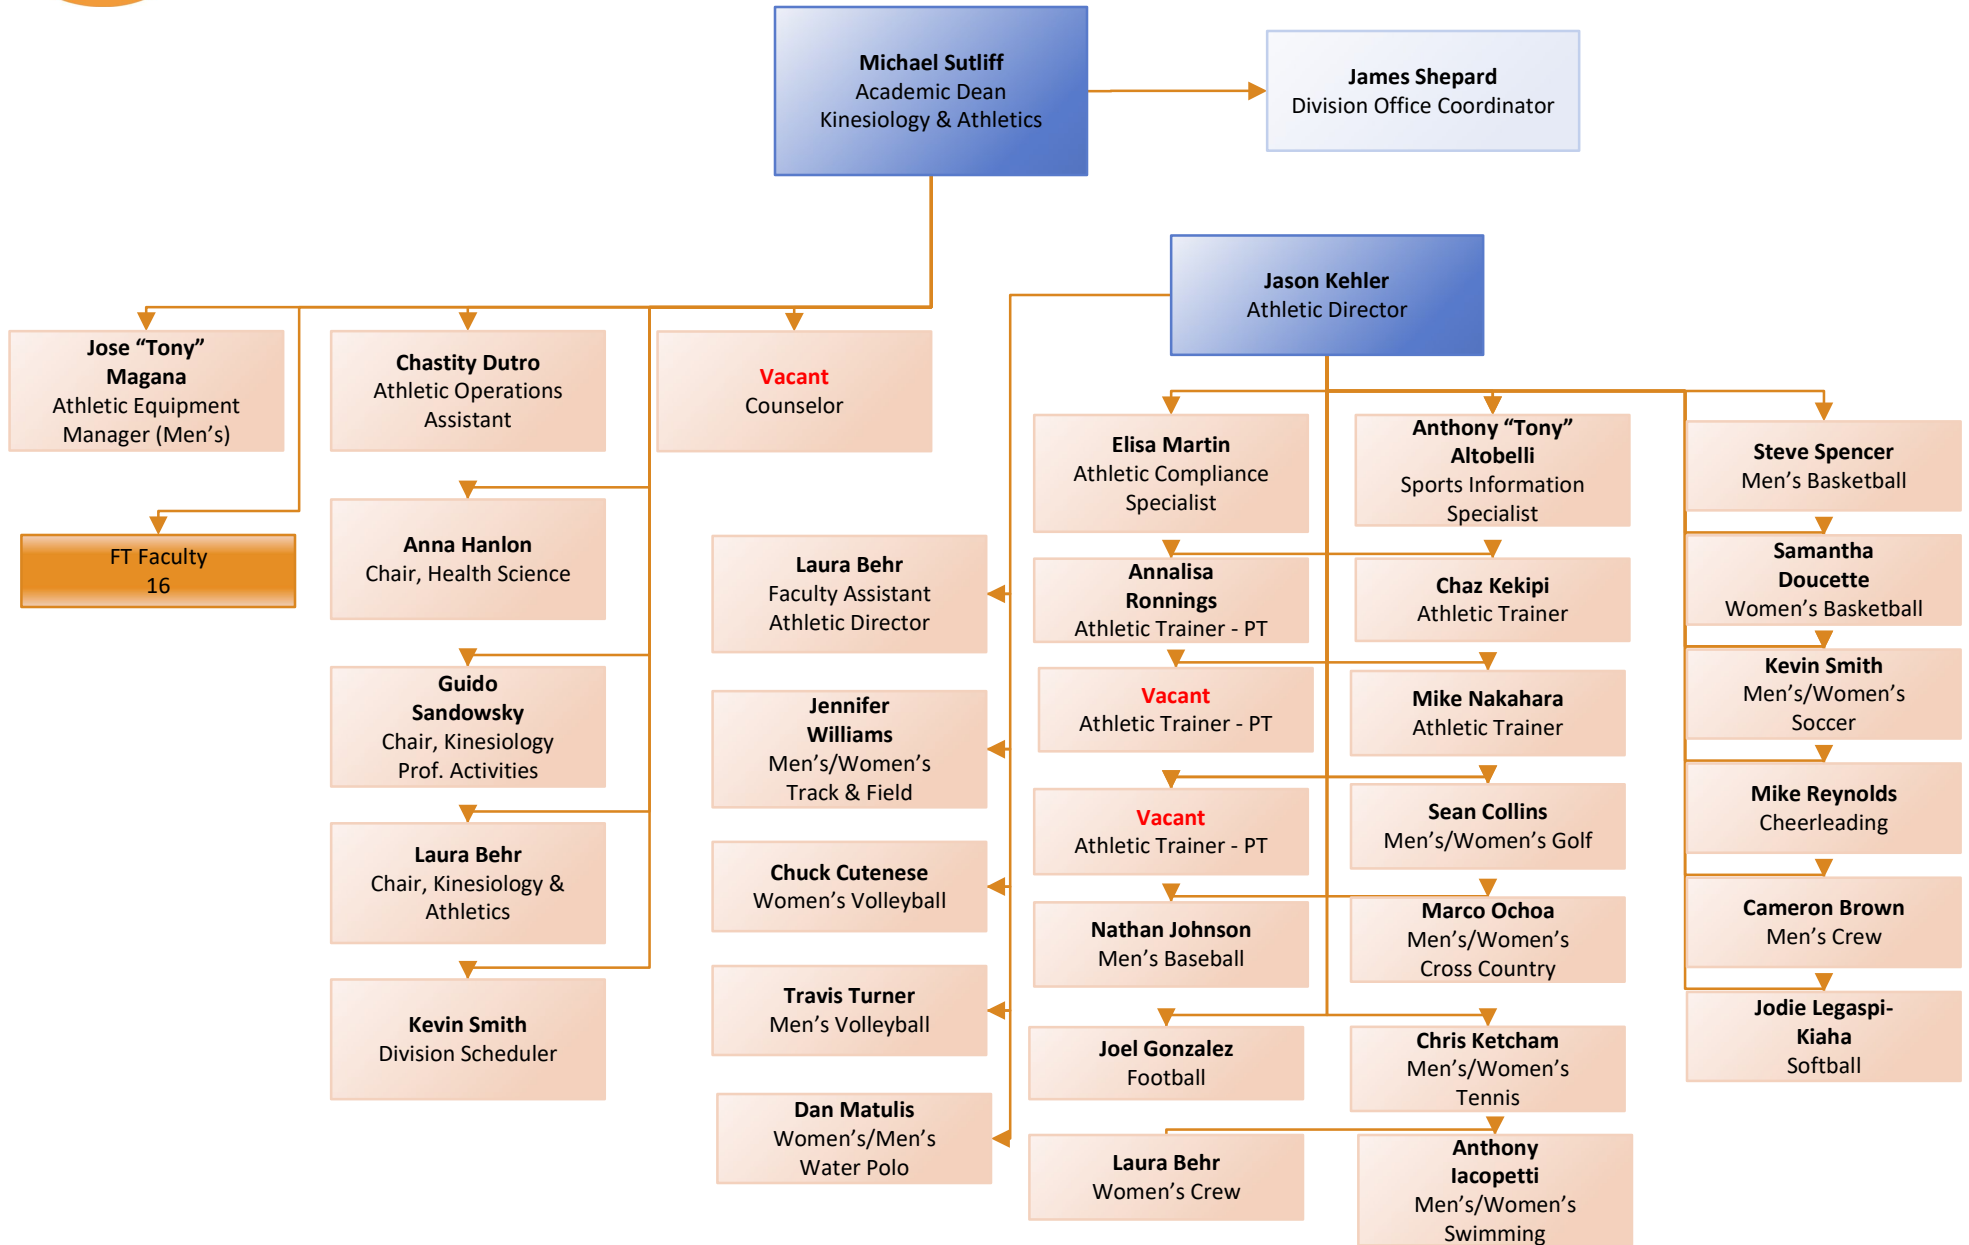 Michael Sutliff
Academic Dean
Kinesiology & Athletics
James Shepard
Division Office Coordinator
Jason Kehler
Athletic Director
Jose “Tony”
Magana
Athletic Equipment
Manager (Men’s)
Chastity Dutro
Athletic Operations
Assistant
Vacant
Counselor
FT Faculty
16
Anna Hanlon
Chair, Health Science
Guido
Sandowsky
Chair, Kinesiology
Prof. Activities
Laura Behr
Chair, Kinesiology &
Athletics
Kevin Smith
Division Scheduler
Laura Behr
Faculty Assistant
Athletic Director
Jennifer
Williams
Men’s/Women’s
Track & Field
Chuck Cutenese
Women’s Volleyball
Travis Turner
Men’s Volleyball
Dan Matulis
Women’s/Men’s
Water Polo
Elisa Martin
Athletic Compliance
Specialist
Anthony “Tony”
Altobelli
Sports Information
Specialist
Annalisa
Ronnings
Athletic Trainer - PT
Chaz Kekipi
Athletic Trainer
Vacant
Athletic Trainer - PT
Mike Nakahara
Athletic Trainer
Vacant
Athletic Trainer - PT
Sean Collins
Men’s/Women’s Golf
Nathan Johnson
Men’s Baseball
Marco Ochoa
Men’s/Women’s
Cross Country
Joel Gonzalez
Football
Chris Ketcham
Men’s/Women’s
Tennis
Laura Behr
Women’s Crew
Anthony
Iacopetti
Men’s/Women’s
Swimming
Steve Spencer
Men’s Basketball
Samantha
Doucette
Women’s Basketball
Kevin Smith
Men’s/Women’s
Soccer
Mike Reynolds
Cheerleading
Cameron Brown
Men’s Crew
Jodie Legaspi-
Kiaha
Softball